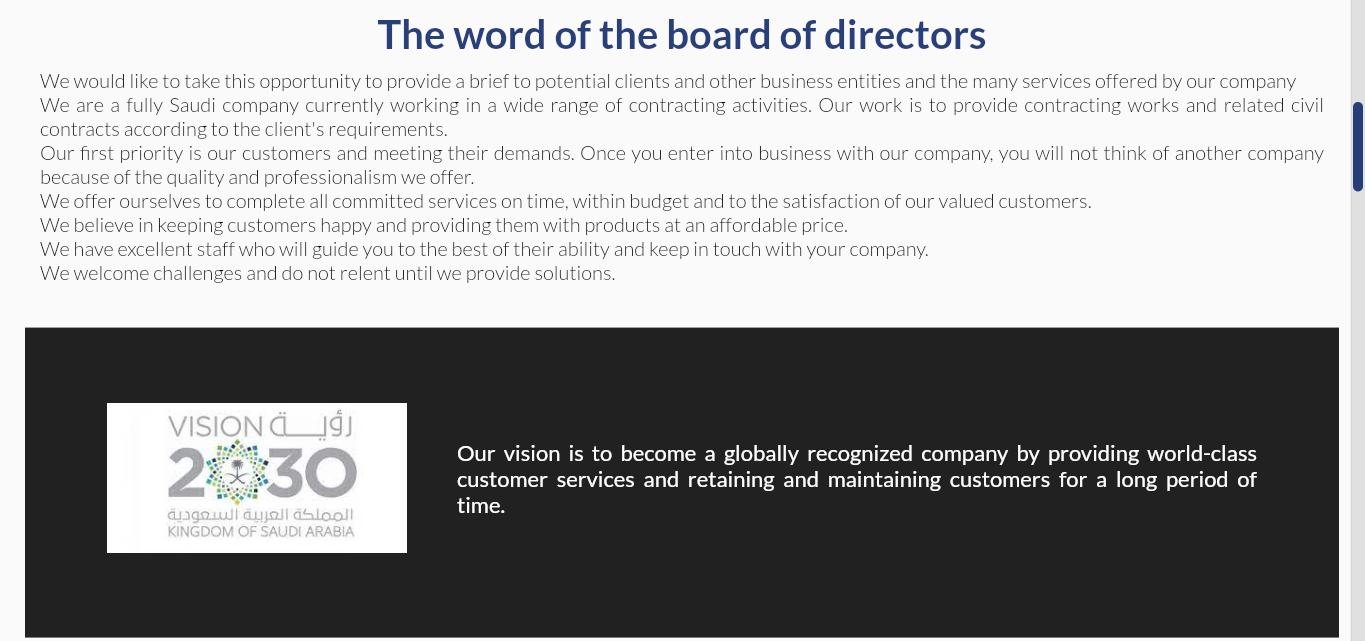 The word of the board of directors
We would like to take this opportunity to provide a brief to potential clients and other business entities and the many services offered by our company
We are a fully Saudi company currently working in a wide range of contracting activities. Our work is to provide contracting works and related civil
contracts according to the client's requirements.
Our first priority is our customers and meeting their demands. Once you enter into business with our company, you will not think of another company
because of the quality and professionalism we offer.
We offer ourselves to complete all committed services on time, within budget and to the satisfaction of our valued customers.
We believe in keeping customers happy and providing them with products at an affordable price.
We have excellent staff who will guide you to the best of their ability and keep in touch with your company.
We welcome challenges and do not relent until we provide solutions.
VISION رؤيــة
2030
المملكة العربية السعودية
KINGDOM OF SAUDI ARABIA
Our vision is to become a globally recognized company by providing world-class
customer services and retaining and maintaining customers for a long period of
time.